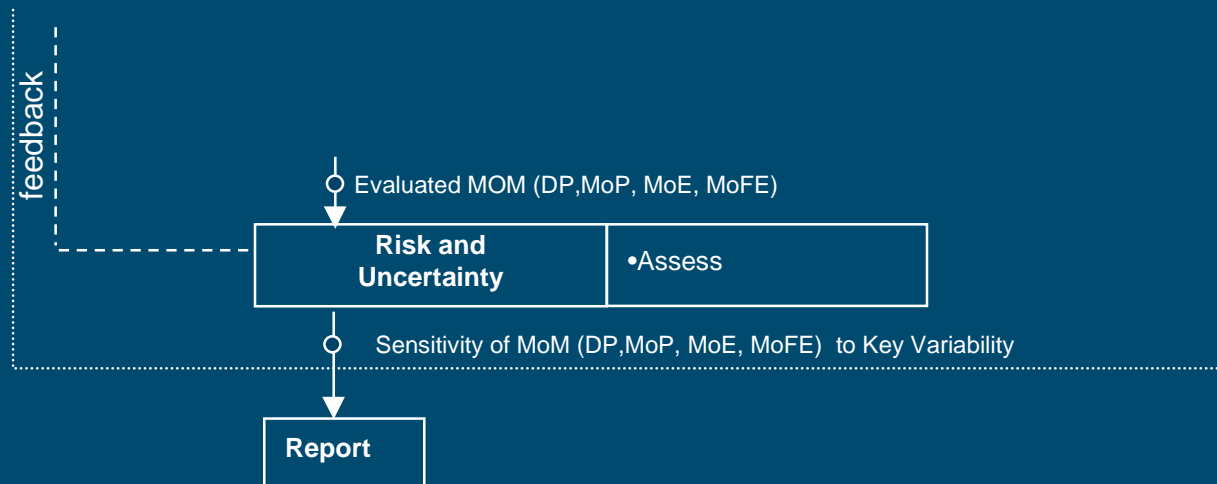 feedback
Evaluated MOM (DP,MoP, MoE, MoFE)
Risk and
Uncertainty
•Assess
Sensitivity of MoM (DP,MoP, MoE, MoFE)  to Key Variability
Report